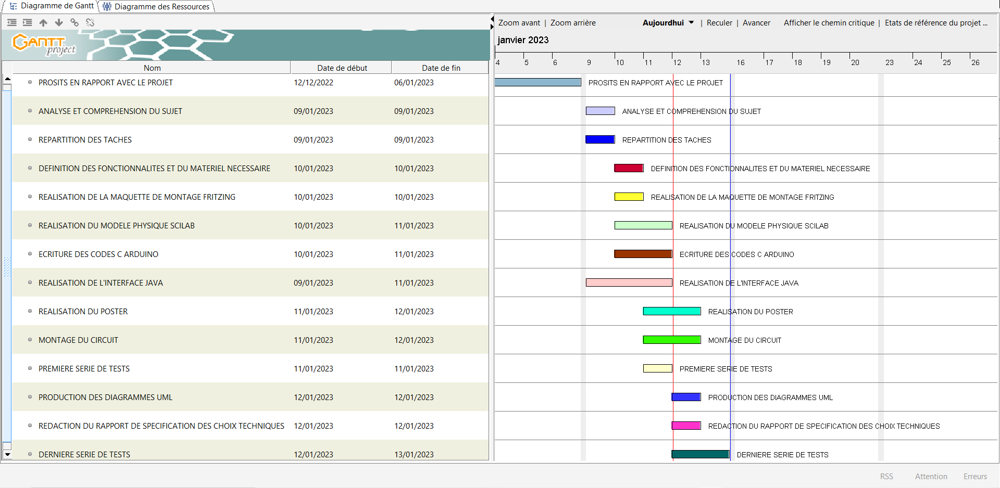 Diagramme de Gantt Diagramme des Ressources
Zoom avant | Zoom arrière Aujourdhui | Reculer | Avancer Afficher le chemin critique | Etats de référence du projet ...
GANTT
project
janvier 2023
4 5 6 9 10 11 12 13 16 17 18 19 20 23 24 25 26
Nom Date de début Date de fin
PROSITS EN RAPPORT AVEC LE PROJET 12/12/2022 06/01/2023 PROSITS EN RAPPORT AVEC LE PROJET
ANALYSE ET COMPREHENSION DU SUJET 09/01/2023 09/01/2023 ANALYSE ET COMPREHENSION DU SUJET
REPARTITION DES TACHES 09/01/2023 09/01/2023 REPARTITION DES TACHES
DEFINITION DES FONCTIONNALITES ET DU MATERIEL NECESSAIRE 10/01/2023 10/01/2023 DEFINITION DES FONCTIONNALITES ET DU MATERIEL NECESSAIRE
REALISATION DE LA MAQUETTE DE MONTAGE FRITZING 10/01/2023 10/01/2023 REALISATION DE LA MAQUETTE DE MONTAGE FRITZING
REALISATION DU MODELE PHYSIQUE SCILAB 10/01/2023 11/01/2023 REALISATION DU MODELE PHYSIQUE SCILAB
ECRITURE DES CODES C ARDUINO 10/01/2023 11/01/2023 ECRITURE DES CODES C ARDUINO
REALISATION DE L'INTERFACE JAVA 09/01/2023 11/01/2023 REALISATION DE L'INTERFACE JAVA
REALISATION DU POSTER 11/01/2023 12/01/2023 REALISATION DU POSTER
MONTAGE DU CIRCUIT 11/01/2023 12/01/2023 MONTAGE DU CIRCUIT
PREMIERE SERIE DE TESTS 11/01/2023 11/01/2023 PREMIERE SERIE DE TESTS
PRODUCTION DES DIAGRAMMES UML 12/01/2023 12/01/2023 PRODUCTION DES DIAGRAMMES UML
REDACTION DU RAPPORT DE SPECIFICATION DES CHOIX TECHNIQUES 12/01/2023 12/01/2023 REDACTION DU RAPPORT DE SPECIFICATION DES CHOIX TECHNIQUES
DERNIERE SERIE DE TESTS 12/01/2023 13/01/2023 DERNIERE SERIE DE TESTS
RSS Attention Erreurs